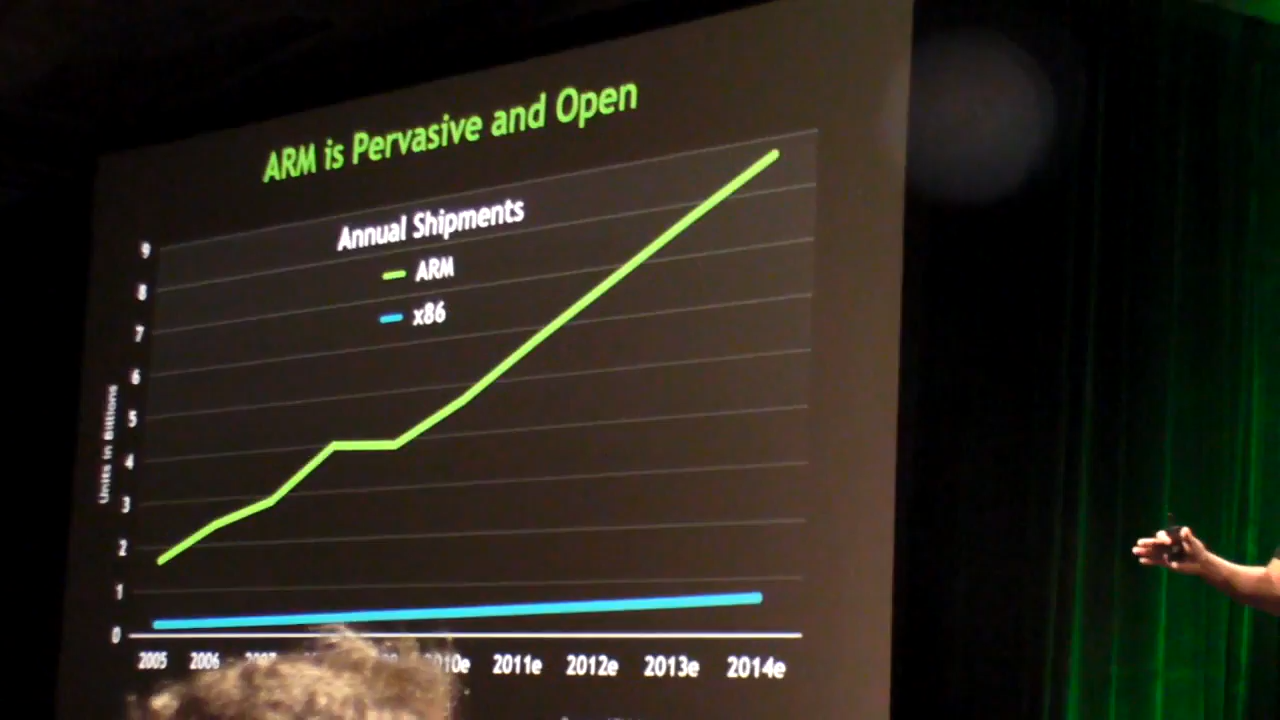 ARM is Pervasive and Open
Annual Shipments
ARM
x86
Units in Billions
9
8
7
6
5
4
3
2
1
0
2005 2006 2011e 2012e 2013e 2014e